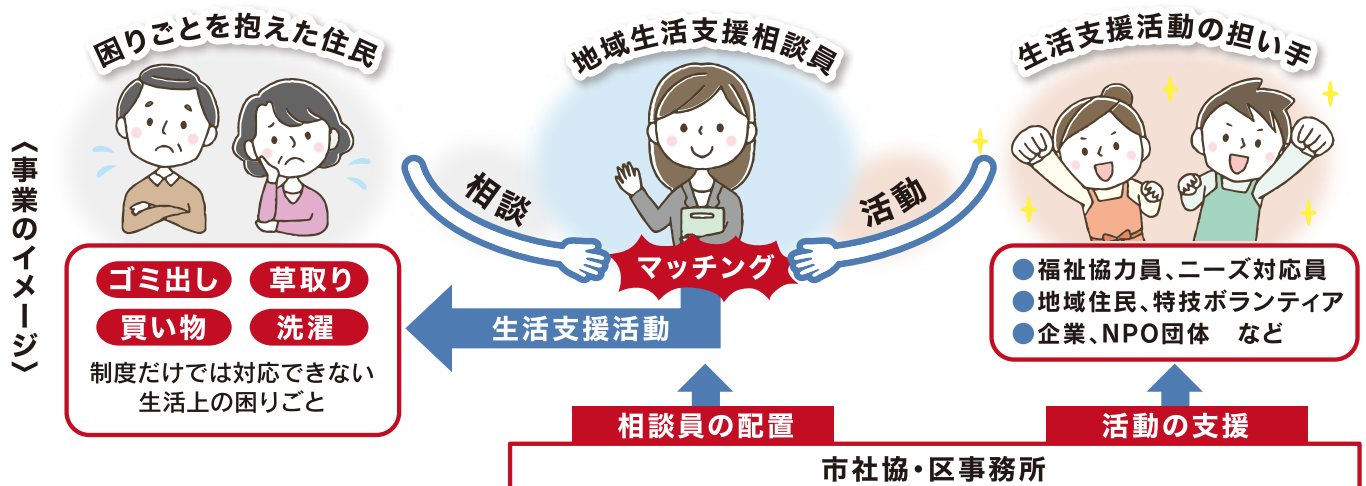 〈事業のイメージ〉
困りごとを抱えた住民
地域生活支援相談員
生活支援活動の担い手
相談
活動
マッチング
ゴミ出し
草取り
買い物
洗濯
制度だけでは対応できない
生活上の困りごと
生活支援活動
●福祉協力員、ニーズ対応員
●地域住民、特技ボランティア
●企業、NPO団体　など
相談員の配置
活動の支援
市社協・区事務所